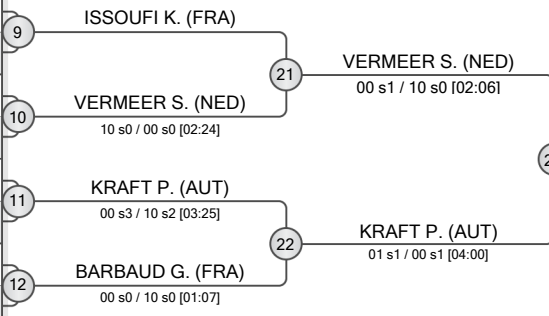 9
ISSOUFI K. (FRA)
21
VERMEER S. (NED)
00 s1 / 10 s0 [02:06]
10
VERMEER S. (NED)
10 s0 / 00 s0 [02:24]
11
KRAFT P. (AUT)
00 s3 / 10 s2 [03:25]
22
KRAFT P. (AUT)
01 s1 / 00 s1 [04:00]
12
BARBAUD G. (FRA)
00 s0 / 10 s0 [01:07]